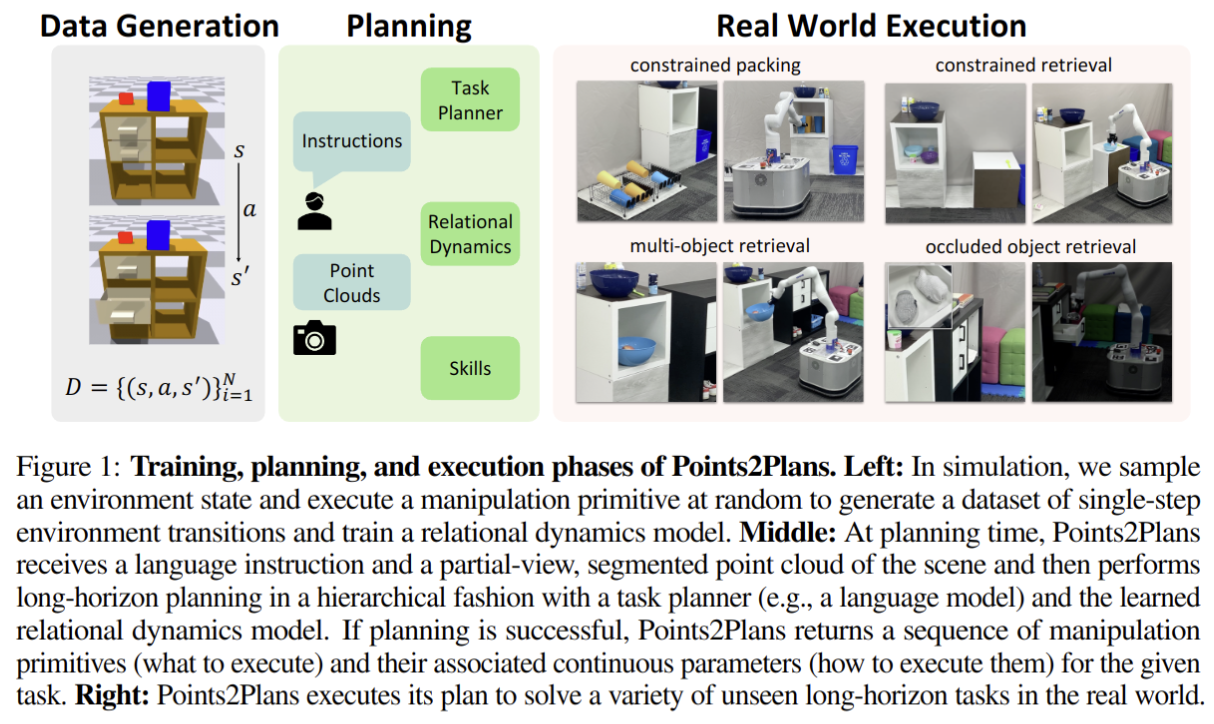 Data Generation
Planning
Real World Execution
s
a
s′
D = {(s, a, s′)}ᵢ₌₁ᴺ
Instructions
Point
Clouds
Task
Planner
Relational
Dynamics
Skills
constrained packing
constrained retrieval
multi-object retrieval
occluded object retrieval
Figure 1: Training, planning, and execution phases of Points2Plans. Left: In simulation, we sample
an environment state and execute a manipulation primitive at random to generate a dataset of single-step
environment transitions and train a relational dynamics model. Middle: At planning time, Points2Plans
receives a language instruction and a partial-view, segmented point cloud of the scene and then performs
long-horizon planning in a hierarchical fashion with a task planner (e.g., a language model) and the learned
relational dynamics model. If planning is successful, Points2Plans returns a sequence of manipulation
primitives (what to execute) and their associated continuous parameters (how to execute them) for the given
task. Right: Points2Plans executes its plan to solve a variety of unseen long-horizon tasks in the real world.